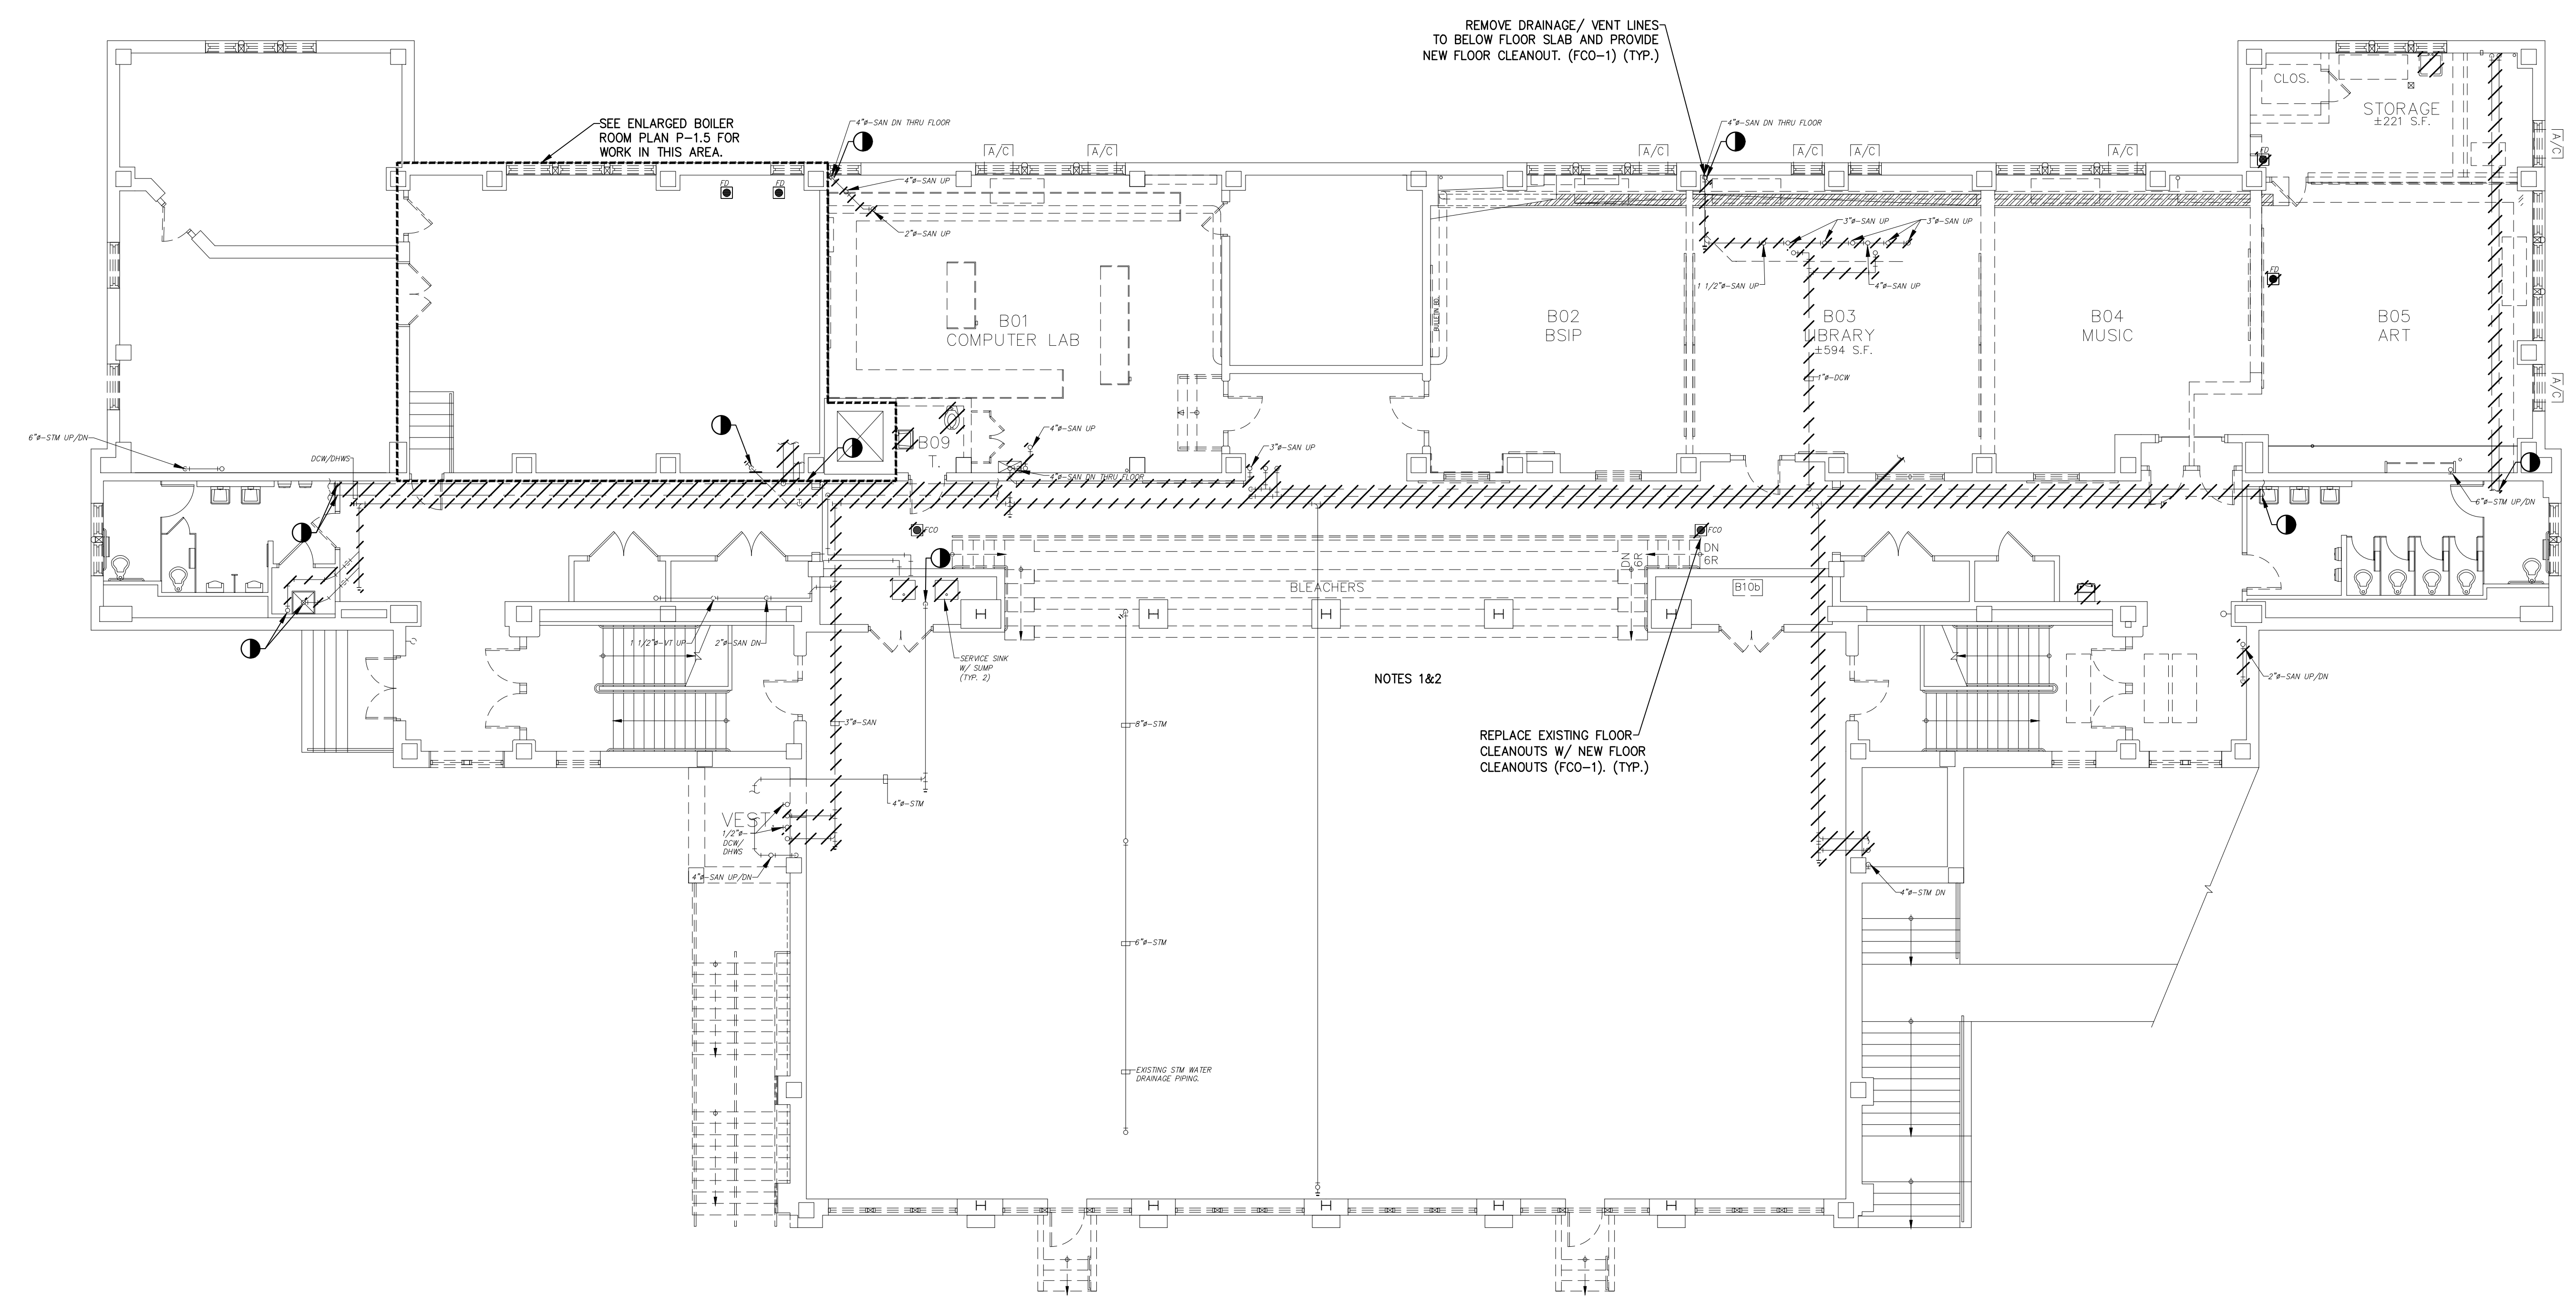 REMOVE DRAINAGE/ VENT LINES
TO BELOW FLOOR SLAB AND PROVIDE
NEW FLOOR CLEANOUT. (FCO-1) (TYP.)
CLOS.
STORAGE
±221 S.F.
A/C
SEE ENLARGED BOILER
ROOM PLAN P-1.5 FOR
WORK IN THIS AREA.
4"ø-SAN DN THRU FLOOR
A/C
A/C
4"ø-SAN DN THRU FLOOR
A/C
A/C
A/C
A/C
FD
FD
FD
4"ø-SAN UP
2"ø-SAN UP
3"ø-SAN UP
3"ø-SAN UP
FD
1 1/2"ø-SAN UP
4"ø-SAN UP
BULLETIN BD.
B01
COMPUTER LAB
B02
BSIP
B03
LIBRARY
±594 S.F.
B04
MUSIC
B05
ART
1"ø-DCW
A/C
6"ø-STM UP/DN
DCW/DHWS
B09
T.
4"ø-SAN UP
3"ø-SAN UP
4"ø-SAN DN THRU FLOOR
6"ø-STM UP/DN
FCO
FCO
DN
6R
DN
6R
BLEACHERS
B10b
H
H
H
H
H
1 1/2"ø-VT UP
2"ø-SAN DN
SERVICE SINK
W/ SUMP
(TYP. 2)
NOTES 1&2
2"ø-SAN UP/DN
3"ø-SAN
8"ø-STM
REPLACE EXISTING FLOOR
CLEANOUTS W/ NEW FLOOR
CLEANOUTS (FCO-1). (TYP.)
4"ø-STM
VEST.
1/2"ø-
DCW/
DHWS
4"ø-SAN UP/DN
4"ø-STM DN
6"ø-STM
EXISTING STM WATER
DRAINAGE PIPING.
H
H
H
H
H